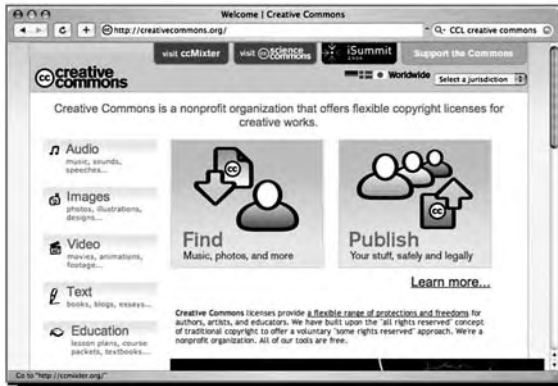 Welcome | Creative Commons
http://creativecommons.org/
CCL creative commons
visit ccMixter
visit cc science commons
iSummit
Support the Commons
cc creative commons
Worldwide
Select a jurisdiction
Creative Commons is a nonprofit organization that offers flexible copyright licenses for
creative works.
Audio
music, sounds,
speeches...
Images
photos, illustrations,
designs...
Video
movies, animations,
footage...
Text
books, blogs, essays...
Education
lesson plans, course
packets, textbooks...
cc
Find
Music, photos, and more
cc
Publish
Your stuff, safely and legally
Learn more...
Creative Commons licenses provide a flexible range of protections and freedoms for
authors, artists, and educators. We have built upon the "all rights reserved" concept
of traditional copyright to offer a voluntary "some rights reserved" approach. We're a
nonprofit organization. All of our tools are free.
Go to "http://ccmixter.org/"